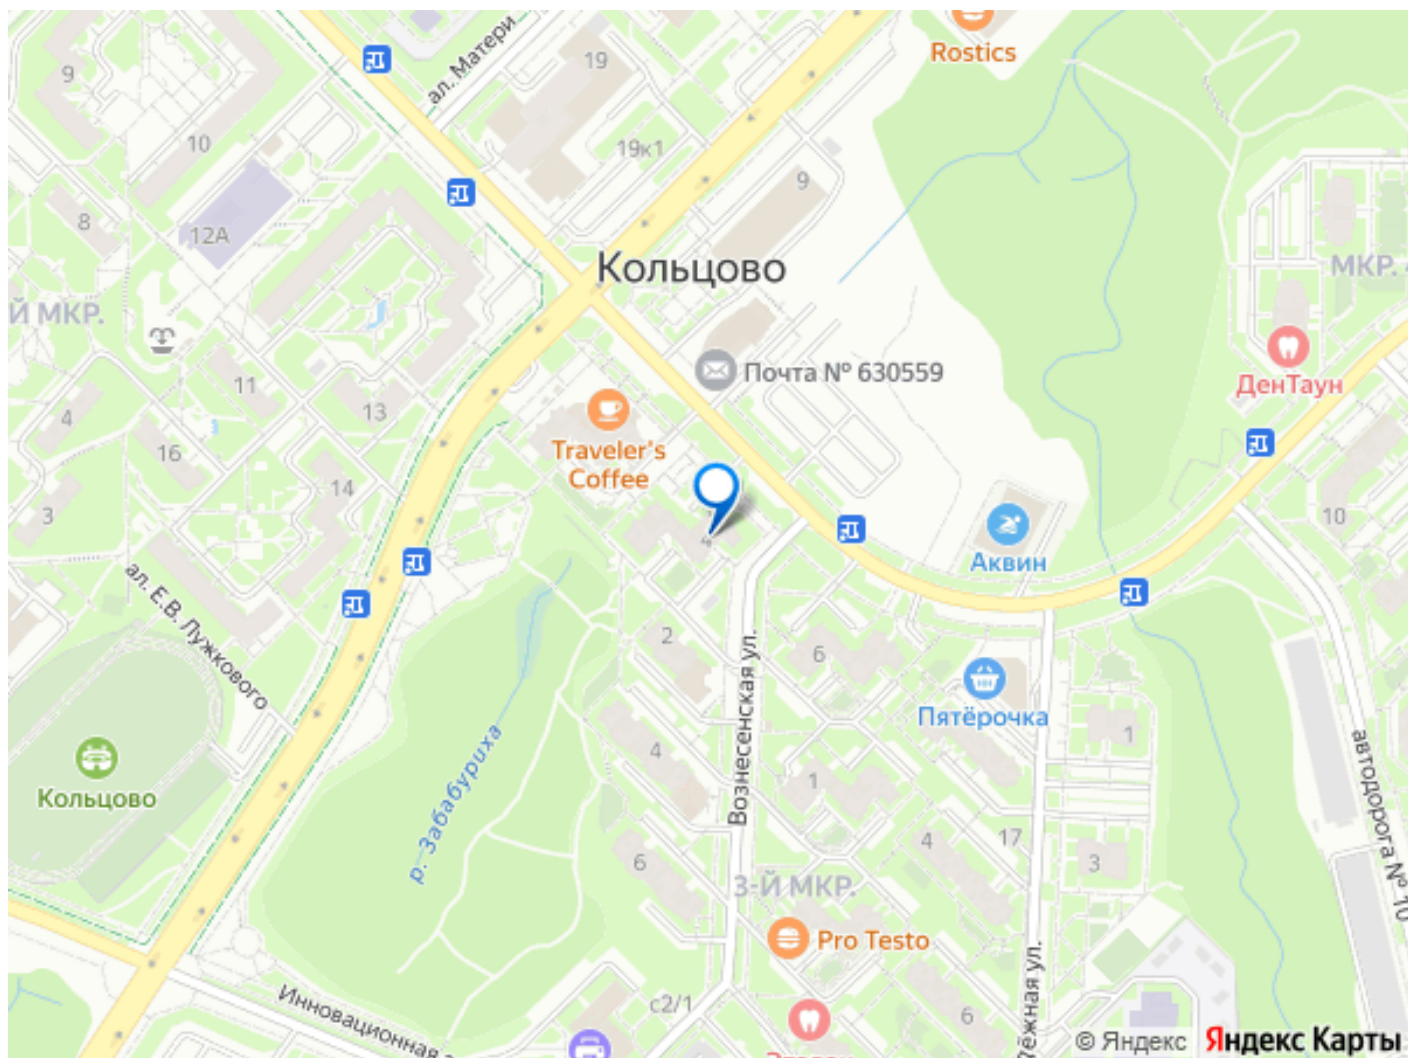 Rostics
ал. Матери
19
9
10
19к1
9
8
12А
Кольцово
МКР. 4
Й МКР.
Почта № 630559
ДенТаун
11
13
4
Traveler's
Coffee
16
14
3
10
Аквин
ал. Е.В. Лужкового
2
6
Вознесенская ул.
Пятёрочка
1
4
1
р. Забабуриха
автодорога № 10
Кольцово
4
17
3
6
3-Й МКР.
Pro Testo
Инновационная
с2/1
6
© Яндекс
Яндекс Карты